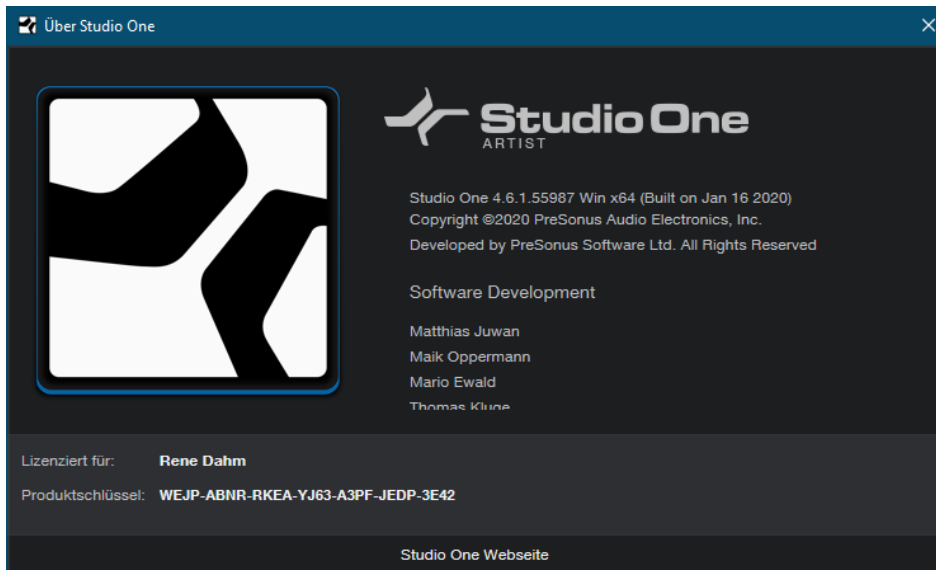 Über Studio One
Studio One
ARTIST
Studio One 4.6.1.55987 Win x64 (Built on Jan 16 2020)
Copyright ©2020 PreSonus Audio Electronics, Inc.
Developed by PreSonus Software Ltd. All Rights Reserved
Software Development
Matthias Juwan
Maik Oppermann
Mario Ewald
Thomas Kluge
Lizenziert für: Rene Dahm
Produktschlüssel: WEJP-ABNR-RKEA-YJ63-A3PF-JEDP-3E42
Studio One Webseite